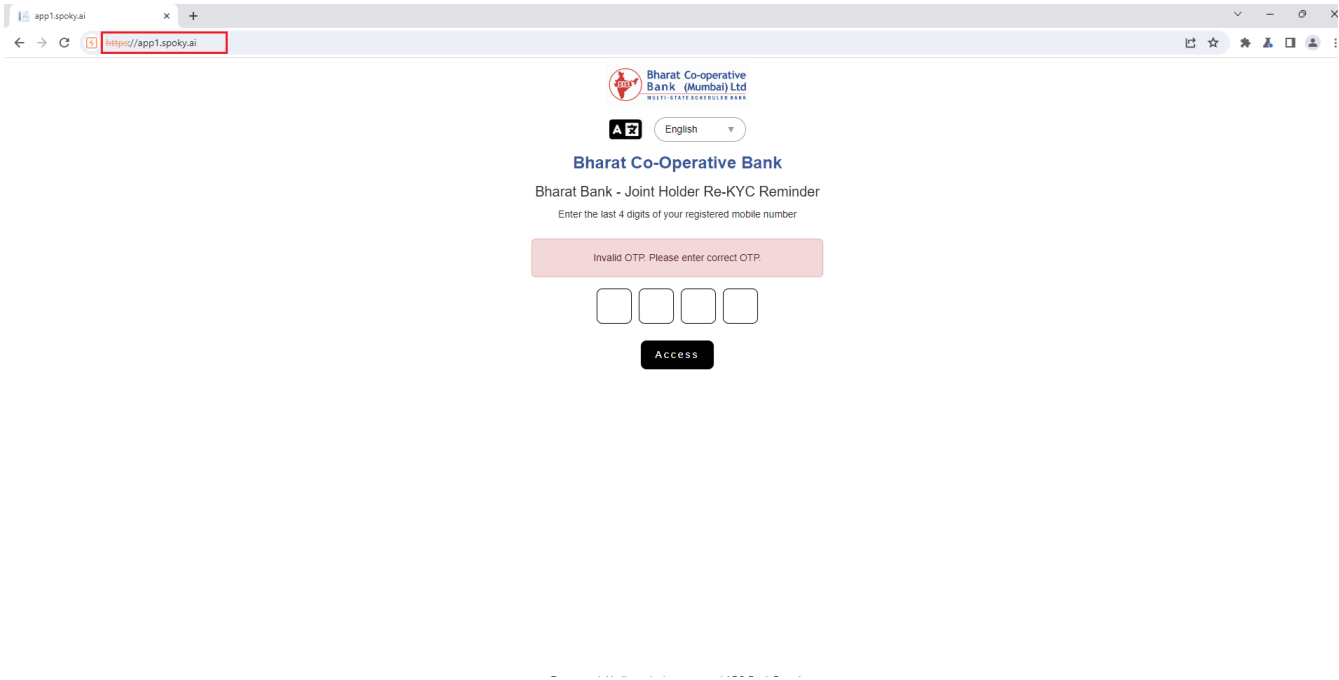 app1.spoky.ai
https://app1.spoky.ai
Bharat Co-operative
Bank (Mumbai) Ltd
MULTI-STATE SCHEDULED BANK
A 文
English
Bharat Co-Operative Bank
Bharat Bank - Joint Holder Re-KYC Reminder
Enter the last 4 digits of your registered mobile number
Invalid OTP. Please enter correct OTP.
Access